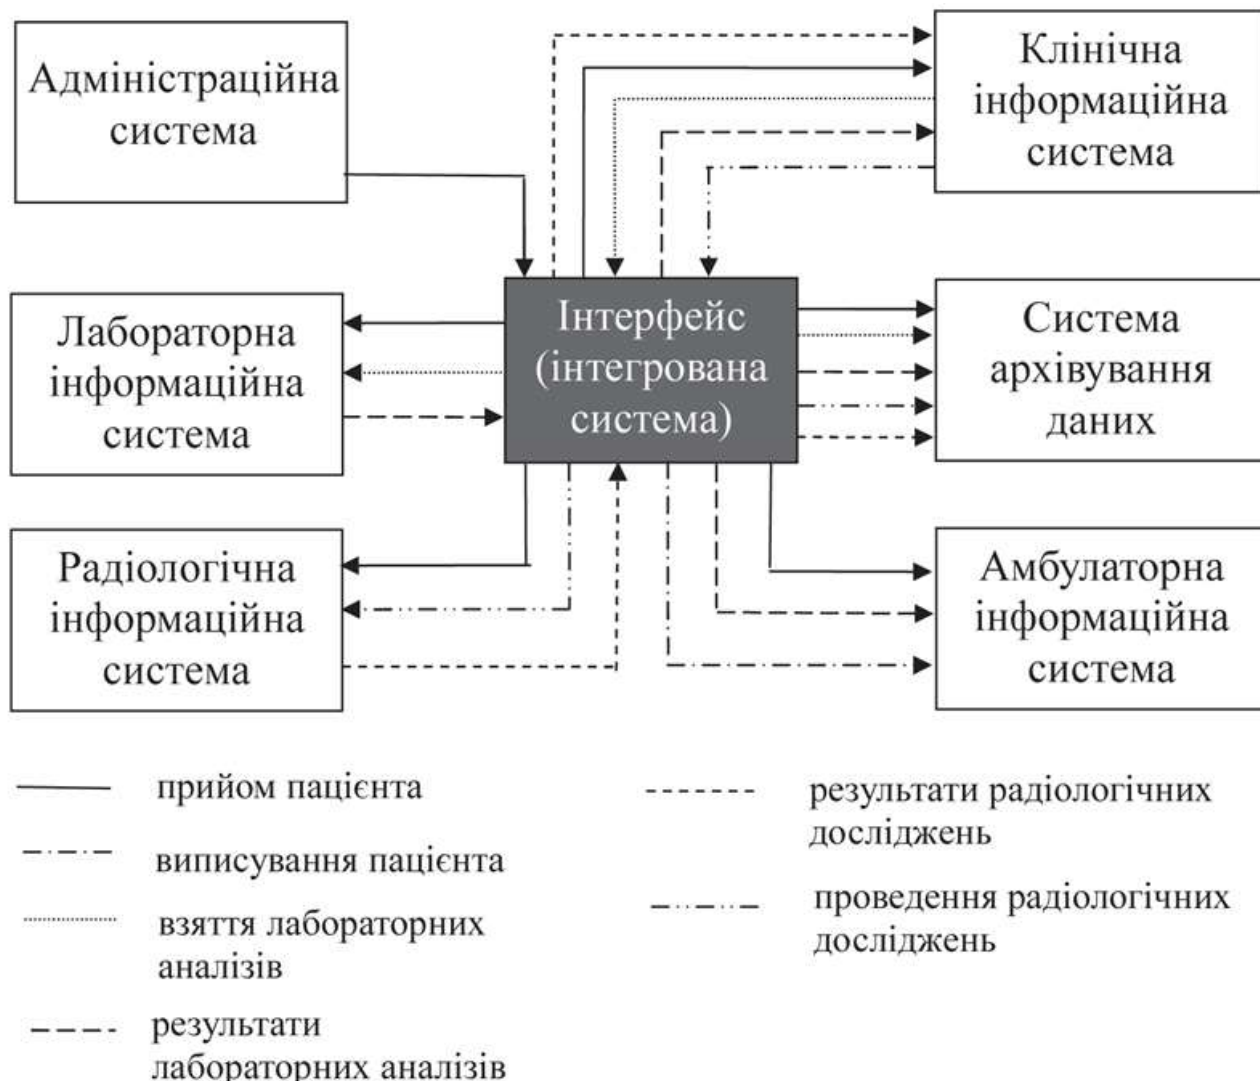 Адміністраційна
система
Клінічна
інформаційна
система
Лабораторна
інформаційна
система
Інтерфейс
(інтегрована
система)
Система
архівування
даних
Радіологічна
інформаційна
система
Амбулаторна
інформаційна
система
прийом пацієнта
виписування пацієнта
взяття лабораторних
аналізів
результати
лабораторних аналізів
результати радіологічних
досліджень
проведення радіологічних
досліджень